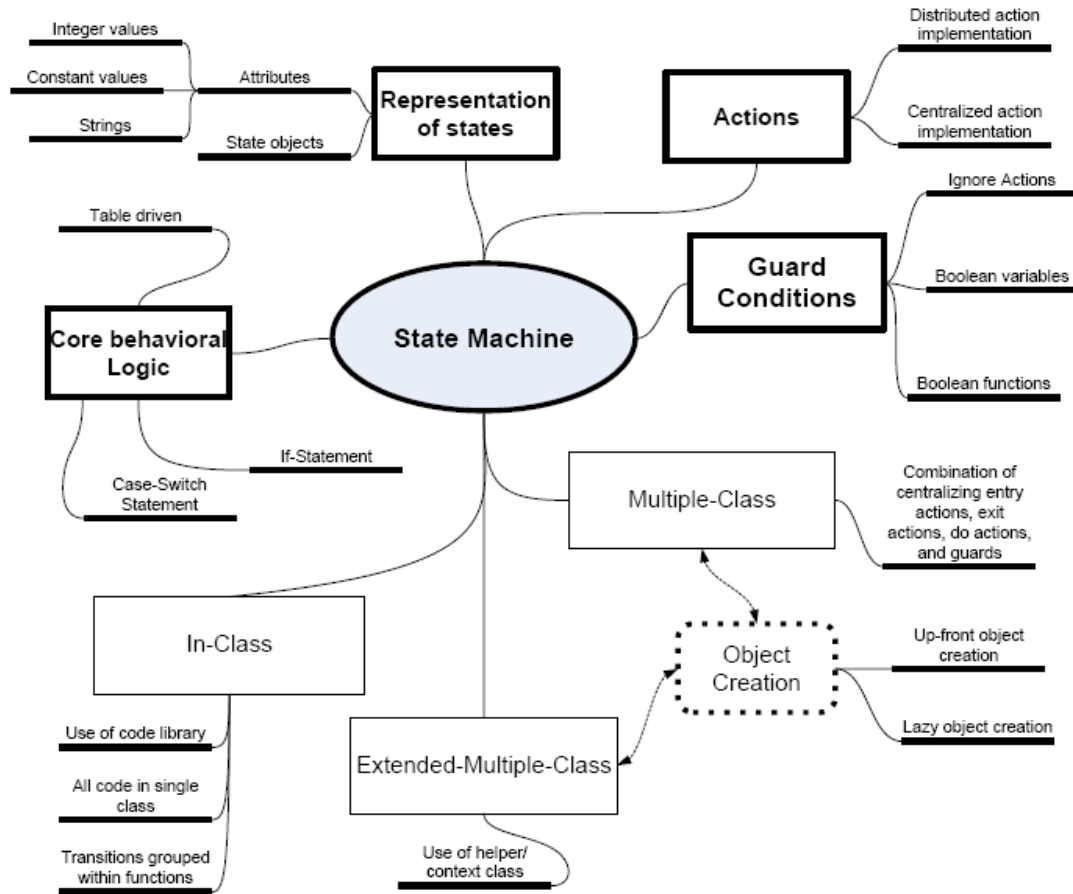 Integer values
Constant values
Strings
Attributes
State objects
Representation
of states
Actions
Distributed action
implementation
Centralized action
implementation
Ignore Actions
Boolean variables
Boolean functions
Guard
Conditions
Table driven
Core behavioral
Logic
State Machine
If-Statement
Case-Switch
Statement
Multiple-Class
Combination of
centralizing entry
actions, exit
actions, do actions,
and guards
In-Class
Object
Creation
Up-front object
creation
Lazy object creation
Use of code library
All code in single
class
Transitions grouped
within functions
Extended-Multiple-Class
Use of helper/
context class